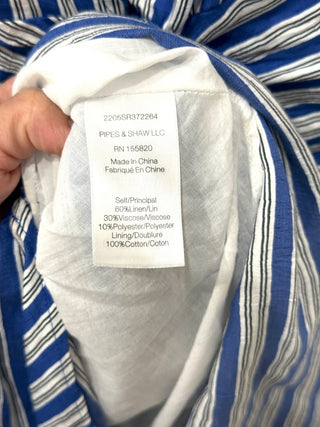 2205SR372264
PIPES & SHAW LLC
RN 155820
Made In China
Fabriqué En Chine
Self/Principal
60%Linen/Lin
30%Viscose/Viscose
10%Polyester/Polyester
Lining/Doublure
100%Cotton/Coton